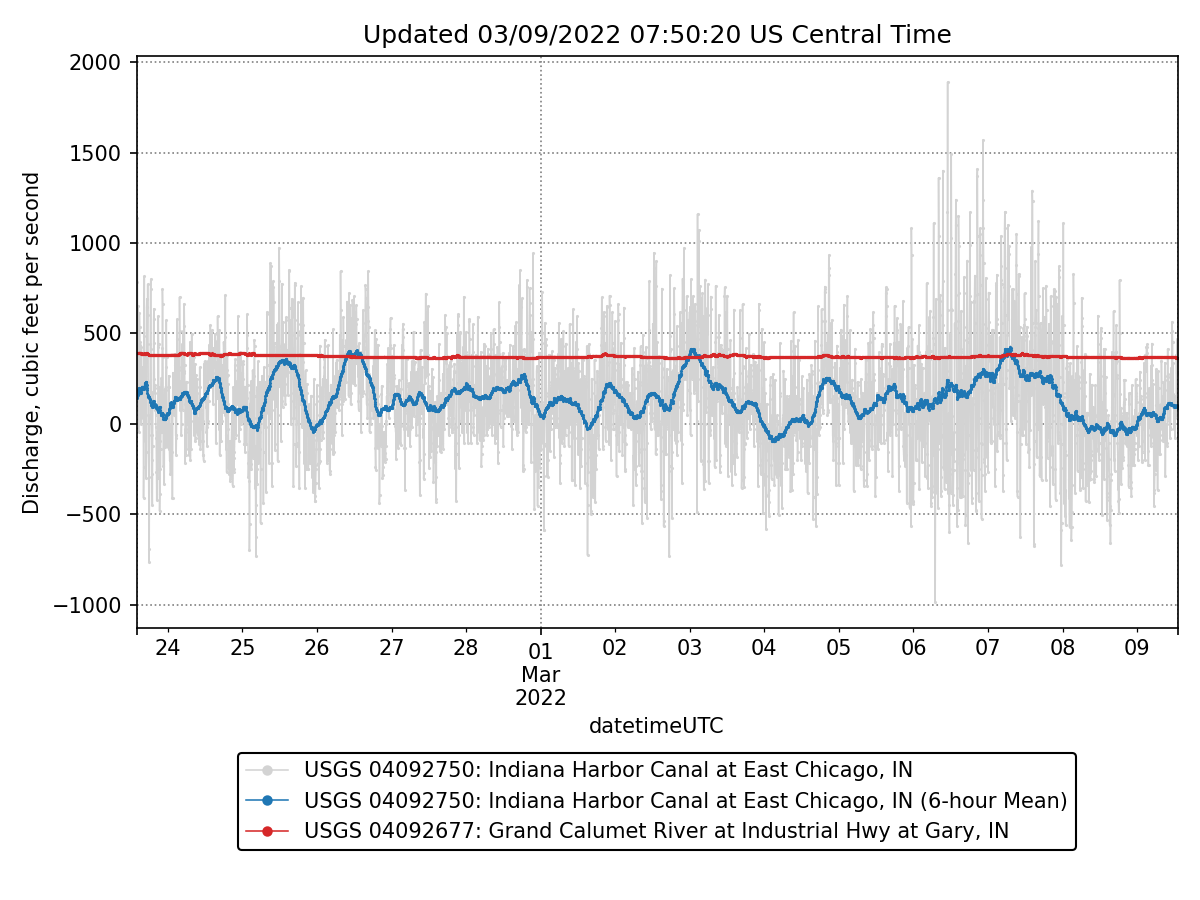 Updated 03/09/2022 07:50:20 US Central Time
Discharge, cubic feet per second
2000
1500
1000
500
0
−500
−1000
24 25 26 27 28 01 02 03 04 05 06 07 08 09
Mar
2022
datetimeUTC
USGS 04092750: Indiana Harbor Canal at East Chicago, IN
USGS 04092750: Indiana Harbor Canal at East Chicago, IN (6-hour Mean)
USGS 04092677: Grand Calumet River at Industrial Hwy at Gary, IN